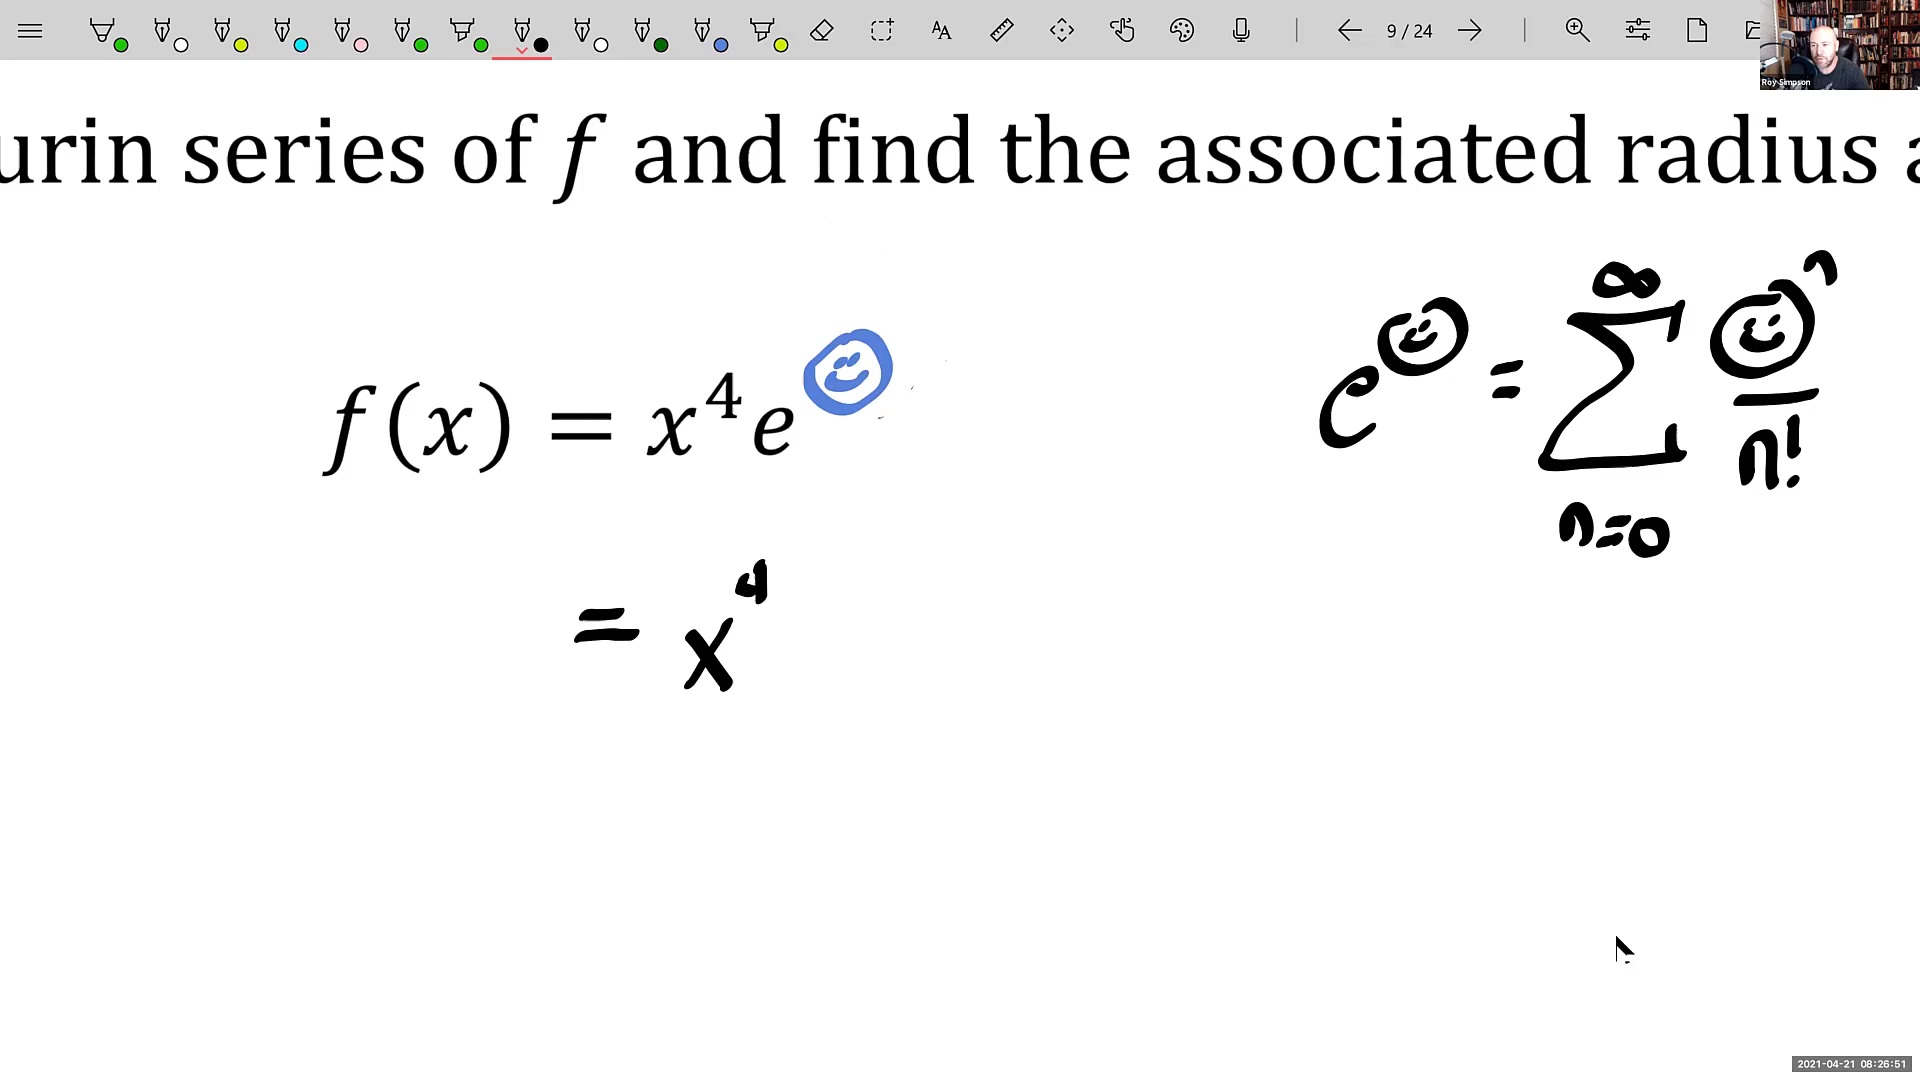 9 / 24
Roy Simpson
urin series of f and find the associated radius a
f(x) = x⁴e^☺
e^☺ = ∑_{n=0}^{∞} ☺^n / n!
= x⁴
2021-04-21 08:26:51